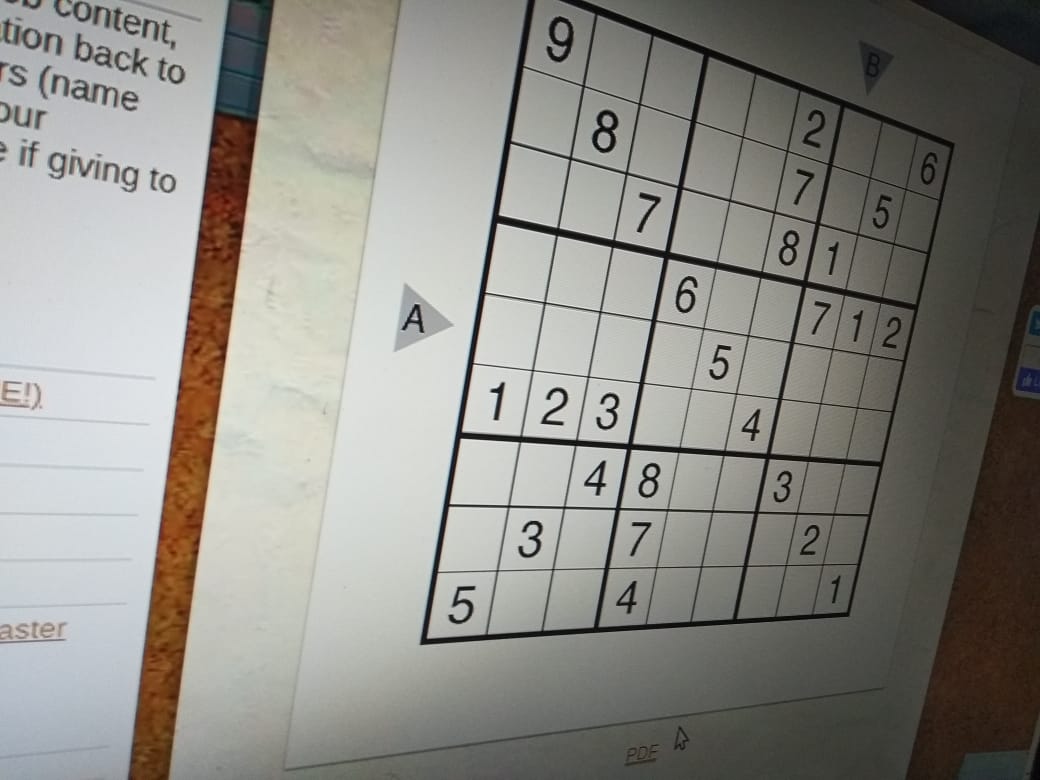 content,
tion back to
rs (name
our
e if giving to
E!)
aster
B
9 2 6
8 7 5
7 8 1
6 7 1 2
A
5
1 2 3 4
4 8 3
3 7 2
5 4 1
PDF